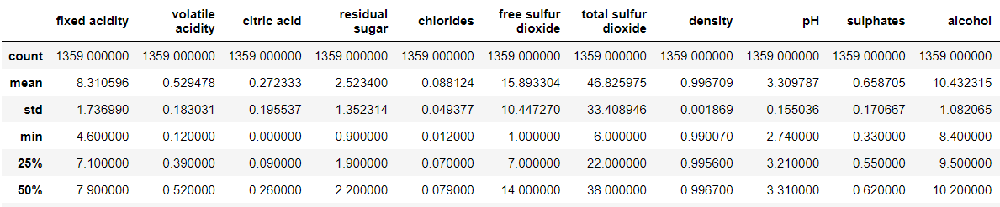 fixed acidity volatile acidity citric acid residual sugar chlorides free sulfur dioxide total sulfur dioxide density pH sulphates alcohol
count 1359.000000 1359.000000 1359.000000 1359.000000 1359.000000 1359.000000 1359.000000 1359.000000 1359.000000 1359.000000 1359.000000
mean 8.310596 0.529478 0.272333 2.523400 0.088124 15.893304 46.825975 0.996709 3.309787 0.658705 10.432315
std 1.736990 0.183031 0.195537 1.352314 0.049377 10.447270 33.408946 0.001869 0.155036 0.170667 1.082065
min 4.600000 0.120000 0.000000 0.900000 0.012000 1.000000 6.000000 0.990070 2.740000 0.330000 8.400000
25% 7.100000 0.390000 0.090000 1.900000 0.070000 7.000000 22.000000 0.995600 3.210000 0.550000 9.500000
50% 7.900000 0.520000 0.260000 2.200000 0.079000 14.000000 38.000000 0.996700 3.310000 0.620000 10.200000